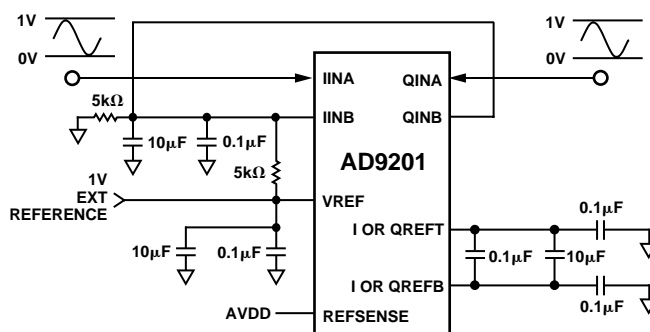 1V
0V
1V
0V
IINA
QINA
5kΩ
IINB
QINB
10µF
0.1µF
AD9201
5kΩ
1V
EXT
REFERENCE
VREF
10µF
0.1µF
I OR QREFT
0.1µF
0.1µF
10µF
I OR QREFB
0.1µF
AVDD
REFSENSE